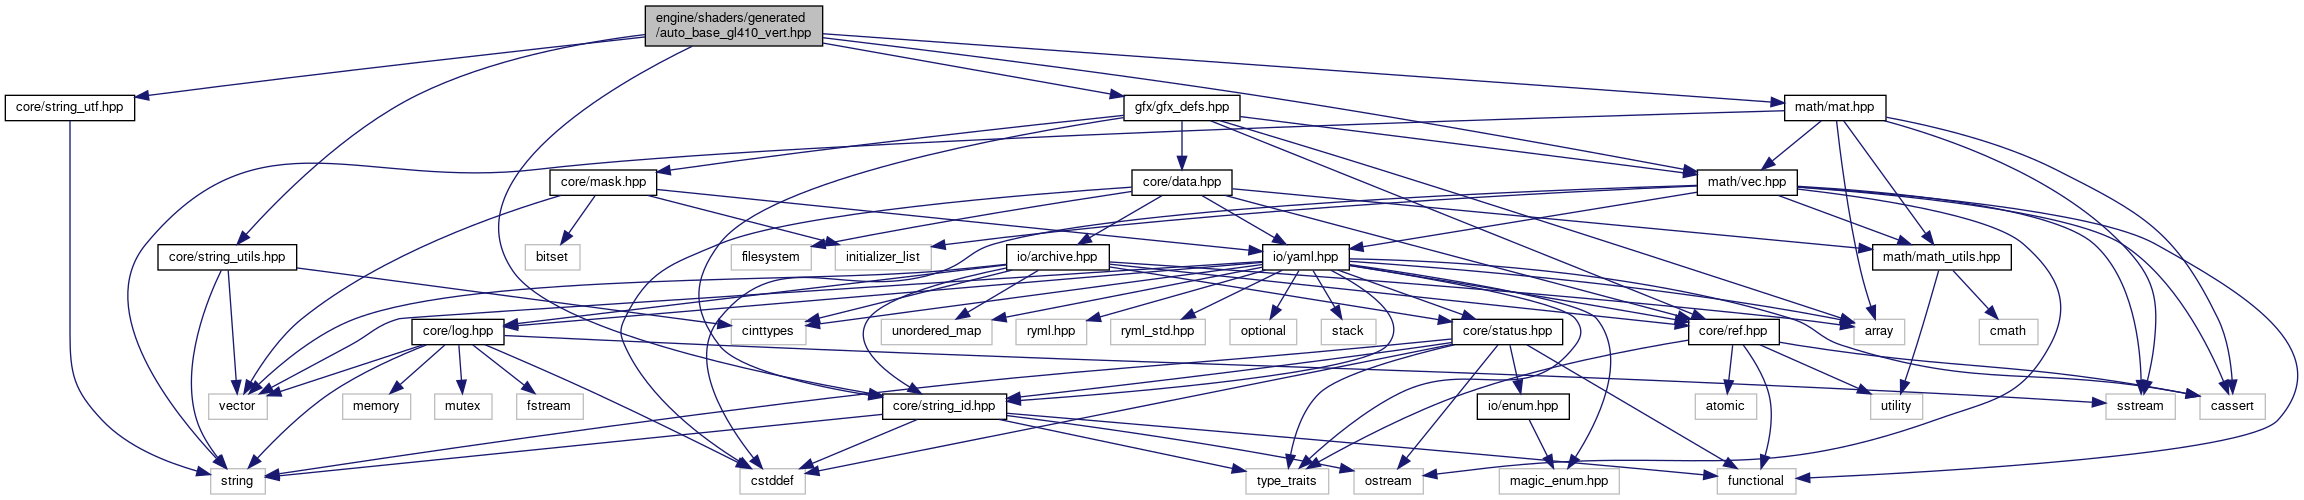 engine/shaders/generated
/auto_base_gl410_vert.hpp
core/string_utf.hpp
gfx/gfx_defs.hpp
math/mat.hpp
core/mask.hpp
core/data.hpp
math/vec.hpp
core/string_utils.hpp
bitset
filesystem
initializer_list
io/archive.hpp
io/yaml.hpp
math/math_utils.hpp
core/log.hpp
cinttypes
unordered_map
ryml.hpp
ryml_std.hpp
optional
stack
core/status.hpp
core/ref.hpp
array
cmath
vector
memory
mutex
fstream
core/string_id.hpp
io/enum.hpp
atomic
utility
sstream
cassert
string
cstddef
type_traits
ostream
magic_enum.hpp
functional